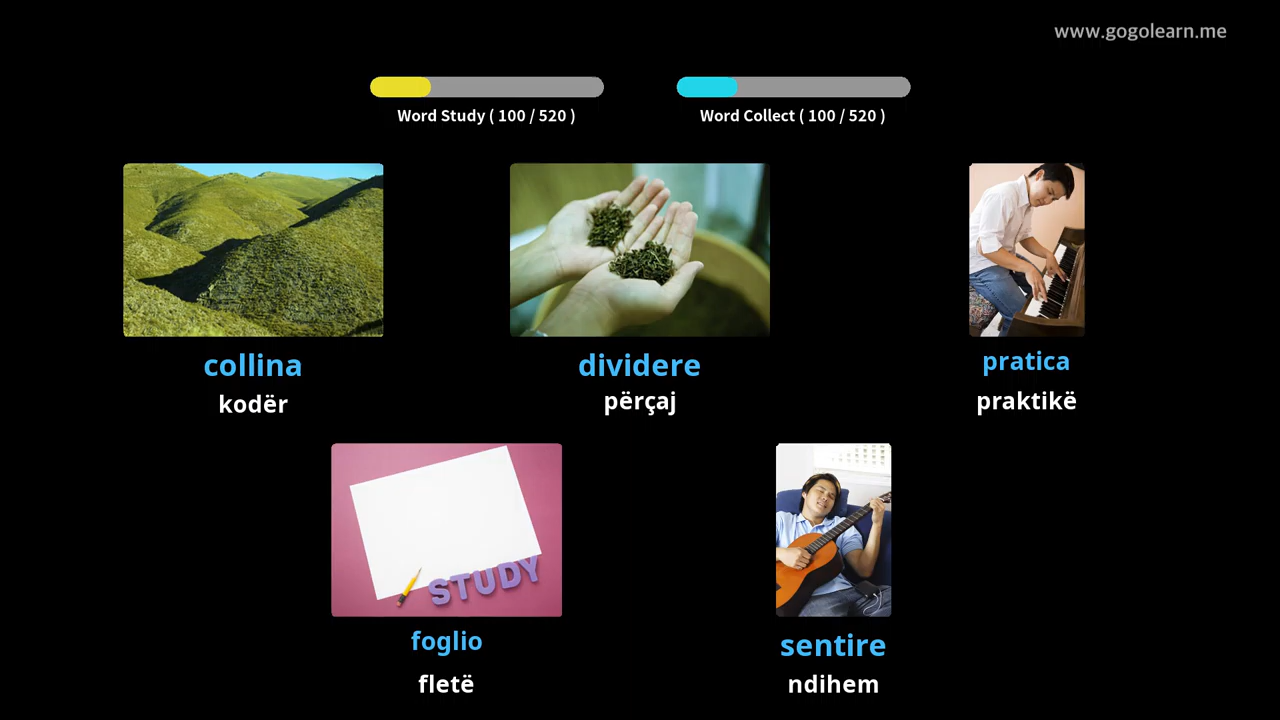 www.gogolearn.me
Word Study ( 100 / 520 )
Word Collect ( 100 / 520 )
collina
kodër
dividere
përçaj
pratica
praktikë
STUDY
foglio
fletë
sentire
ndihem